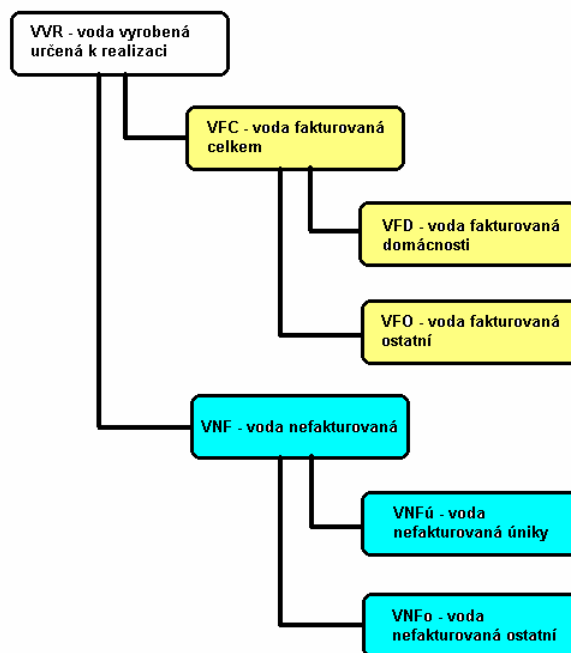 VVR - voda vyrobená
určená k realizaci
VFC - voda fakturovaná
celkem
VFD - voda fakturovaná
domácnosti
VFO - voda fakturovaná
ostatní
VNF - voda nefakturovaná
VNFú - voda
nefakturovaná úniky
VNFo - voda
nefakturovaná ostatní